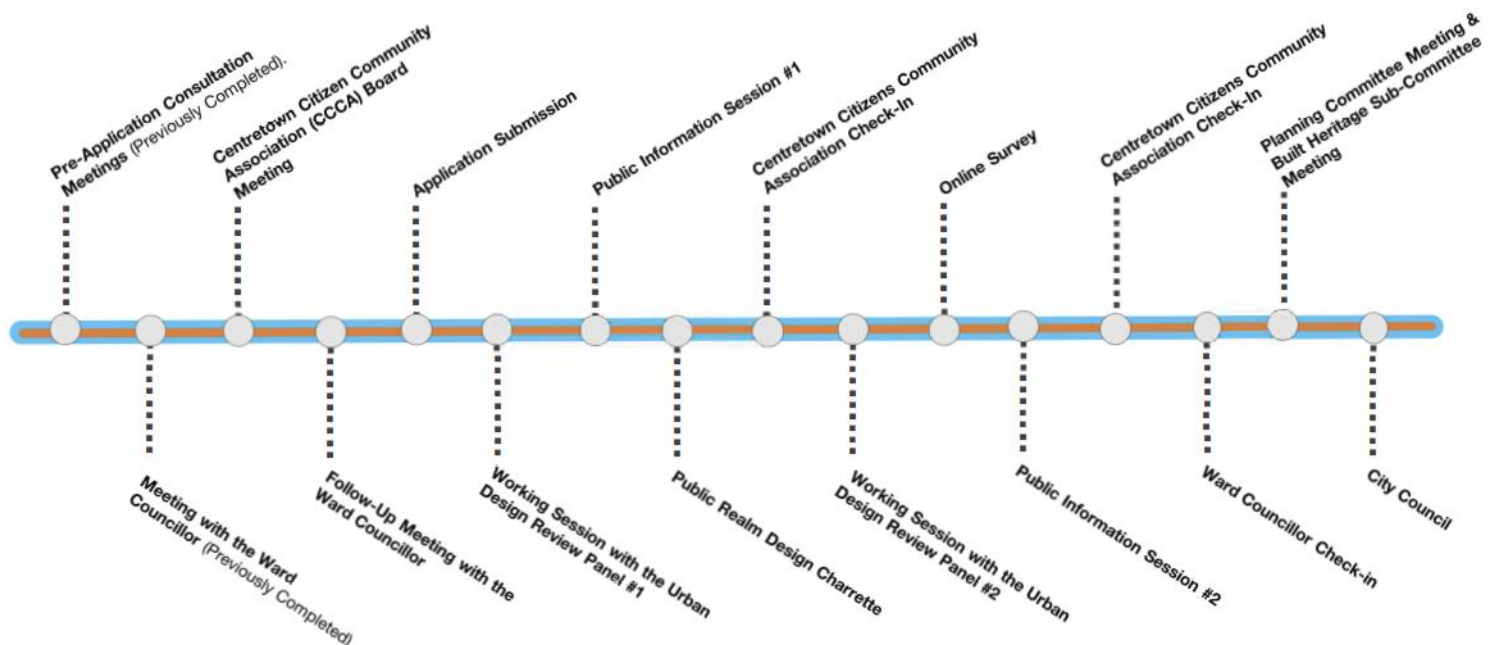 Pre-Application Consultation
Meetings (Previously Completed).
Centretown Citizen Community
Association (CCCA) Board
Meeting
Application Submission
Public Information Session #1
Centretown Citizens Community
Association Check-In
Online Survey
Centretown Citizens Community
Association Check-In
Planning Committee Meeting &
Built Heritage Sub-Committee
Meeting
Meeting with the Ward
Councillor (Previously Completed)
Follow-Up Meeting with the
Ward Councillor
Working Session with the Urban
Design Review Panel #1
Public Realm Design Charrette
Working Session with the Urban
Design Review Panel #2
Public Information Session #2
Ward Councillor Check-in
City Council